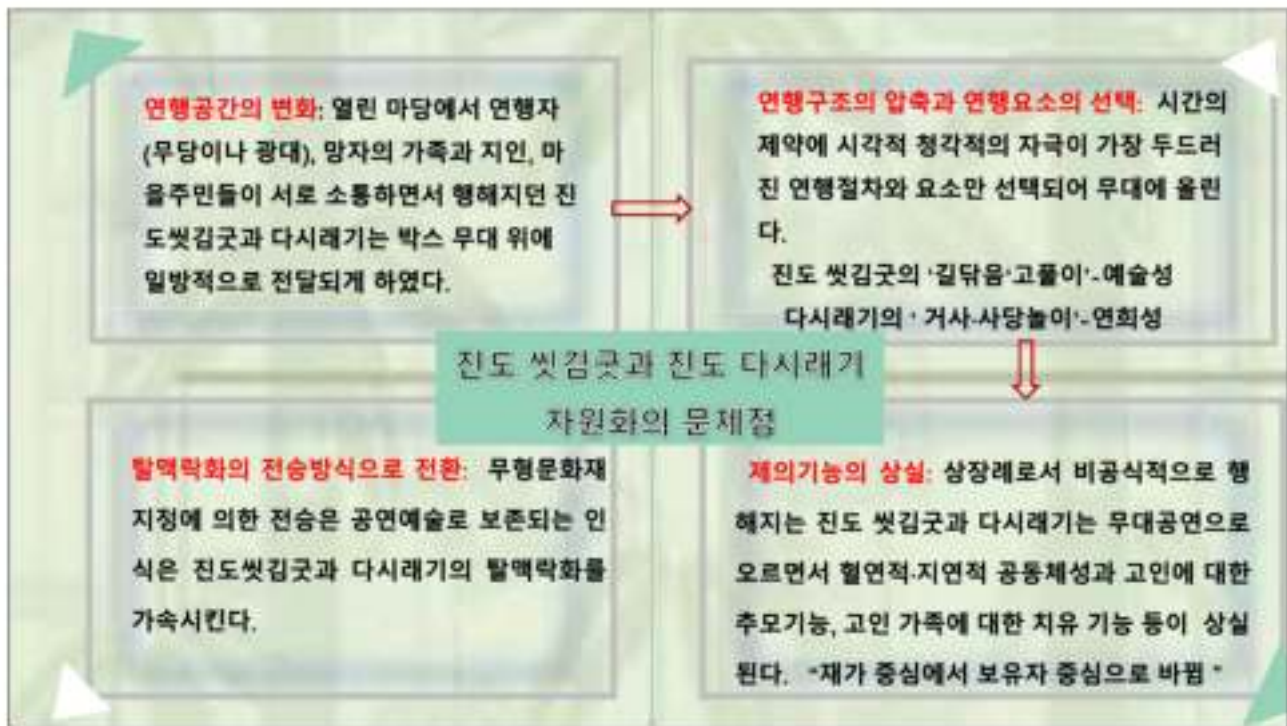 연행공간의 변화: 열린 마당에서 연행자
(무당이나 광대), 망자의 가족과 지인, 마
을주민들이 서로 소통하면서 행해지던 진
도씻김굿과 다시래기는 박스 무대 위에
일방적으로 전달되게 하였다.
연행구조의 압축과 연행요소의 선택: 시간의
제약에 시각적 청각적의 자극이 가장 두드러
진 연행절차와 요소만 선택되어 무대에 올린
다.
진도 씻김굿의 '길닦음'고풀이'-예술성
다시래기의 ' 거사-사당놀이'-연희성
진도 씻김굿과 진도 다시래기
자원화의 문제점
탈맥락화의 전승방식으로 전환: 무형문화재
지정에 의한 전승은 공연예술로 보존되는 인
식은 진도씻김굿과 다시래기의 탈맥락화를
가속시킨다.
제의기능의 상실: 상장례로서 비공식적으로 행
해지는 진도 씻김굿과 다시래기는 무대공연으로
오르면서 혈연적·지연적 공동체성과 고인에 대한
추모기능, 고인 가족에 대한 치유 기능 등이 상실
된다. "재가 중심에서 보유자 중심으로 바뀜 "